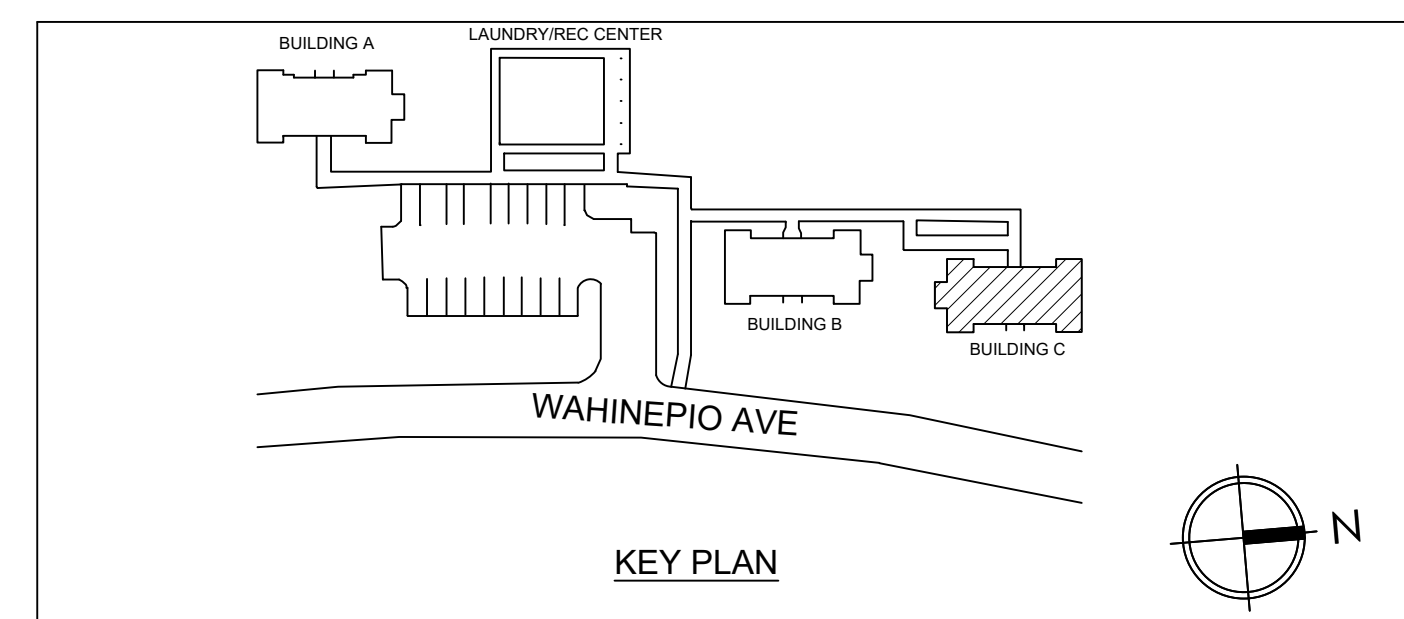 BUILDING A
LAUNDRY/REC CENTER
BUILDING B
BUILDING C
WAHINEPIO AVE
N
KEY PLAN